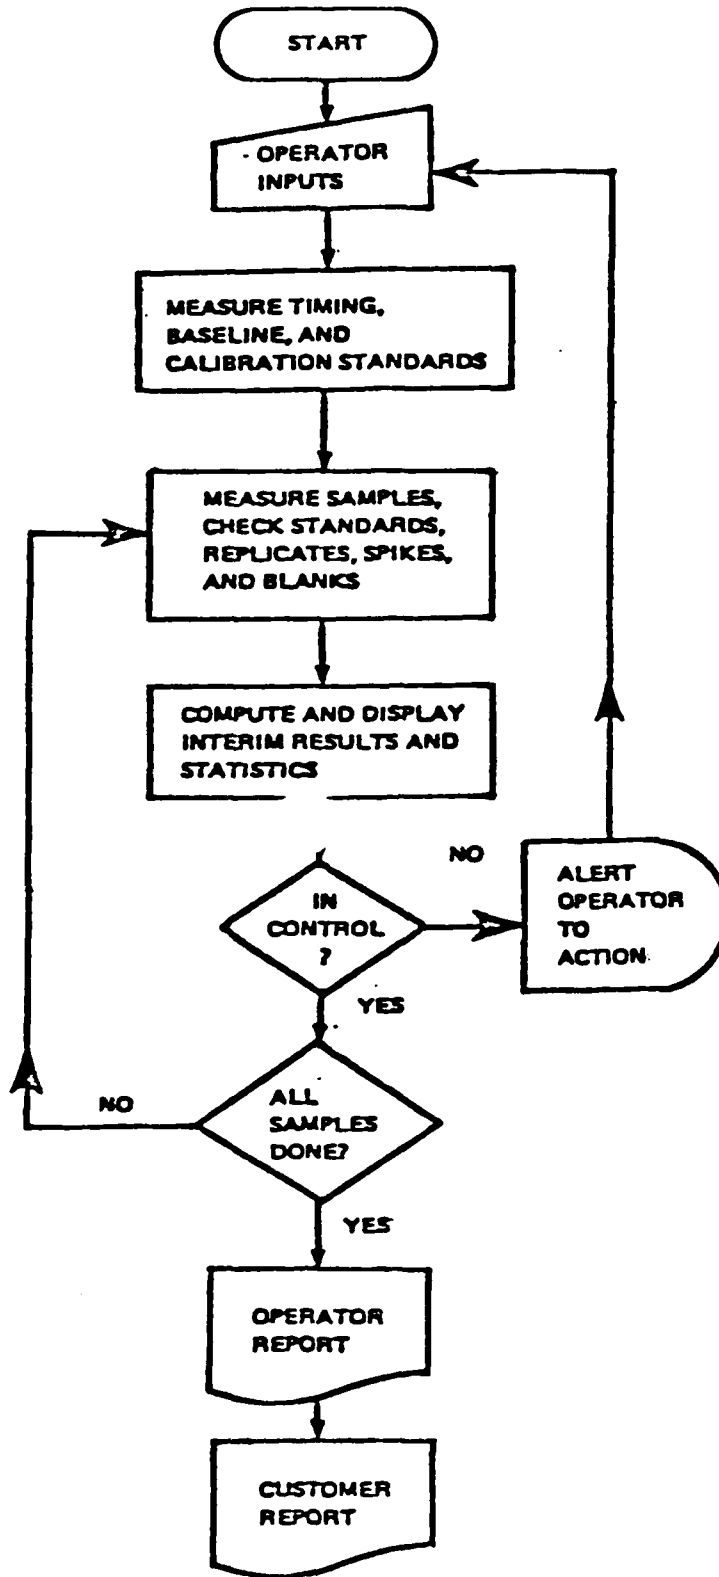 START
OPERATOR
INPUTS
MEASURE TIMING,
BASELINE, AND
CALIBRATION STANDARDS
MEASURE SAMPLES,
CHECK STANDARDS,
REPLICATES, SPIKES,
AND BLANKS
COMPUTE AND DISPLAY
INTERIM RESULTS AND
STATISTICS
NO
IN
CONTROL
?
ALERT
OPERATOR
TO
ACTION
YES
NO
ALL
SAMPLES
DONE?
YES
OPERATOR
REPORT
CUSTOMER
REPORT